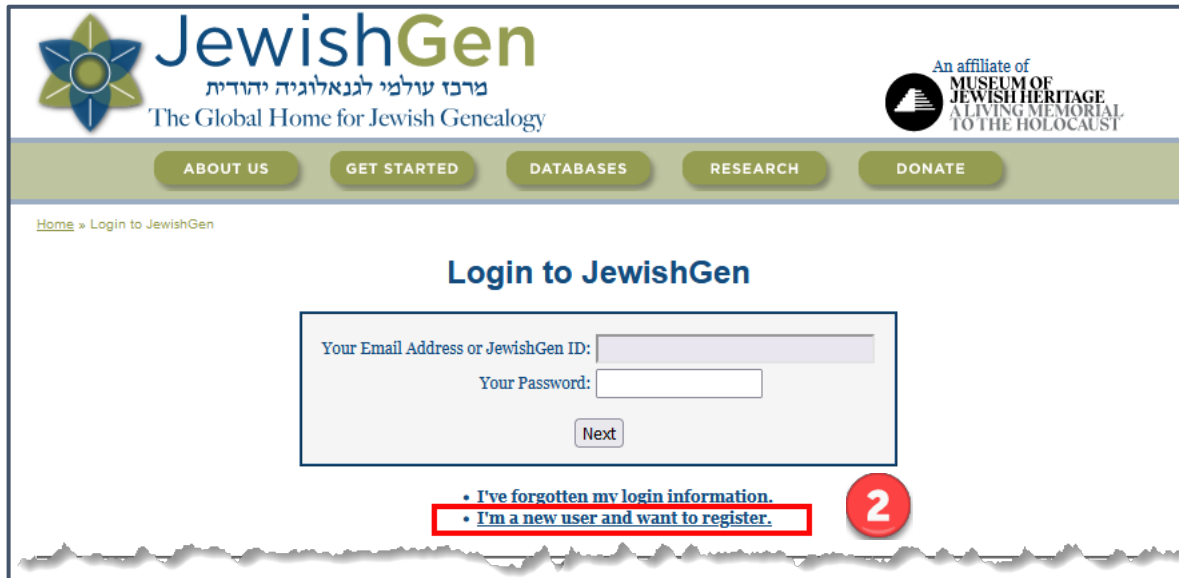 JewishGen
מרכז עולמי לגנאלוגיה יהודית
The Global Home for Jewish Genealogy
An affiliate of
MUSEUM OF
JEWISH HERITAGE
A LIVING MEMORIAL
TO THE HOLOCAUST
ABOUT US GET STARTED DATABASES RESEARCH DONATE
Home » Login to JewishGen
Login to JewishGen
Your Email Address or JewishGen ID:
Your Password:
Next
• I've forgotten my login information.
• I'm a new user and want to register.
2